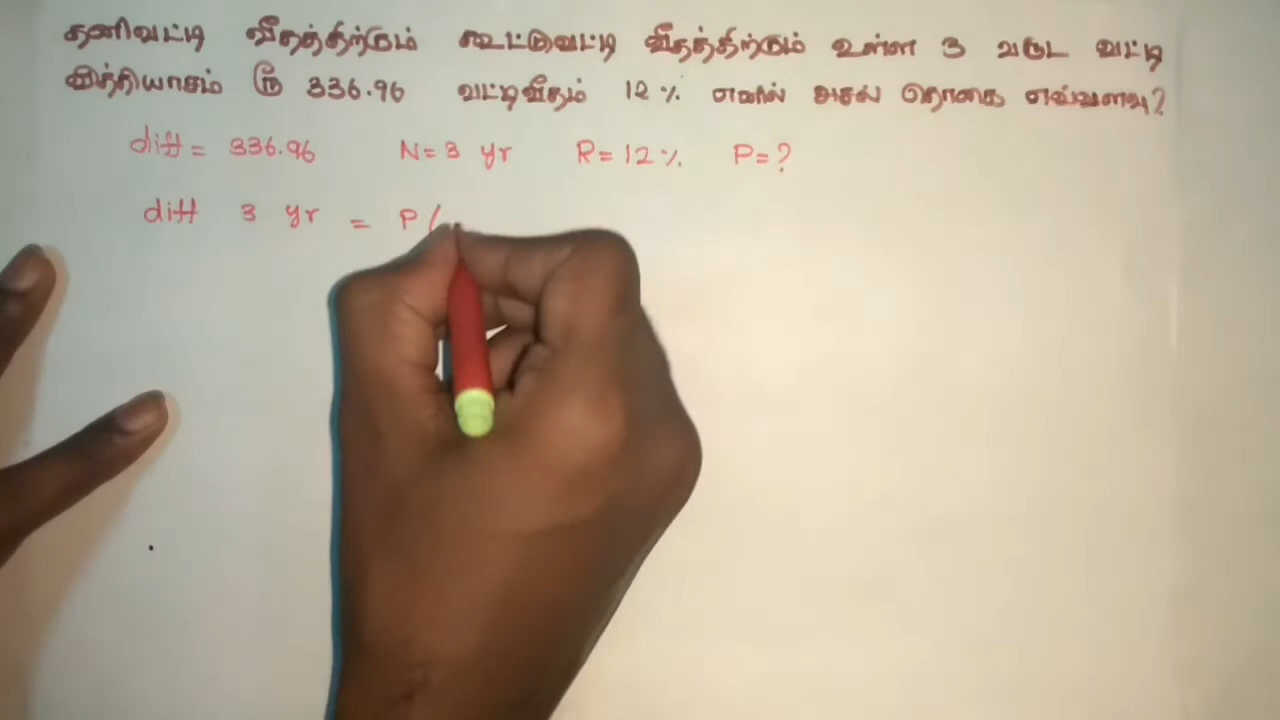 தனிவட்டி வீதத்திற்கும் கூட்டுவட்டி வீதத்திற்கும் உள்ள 3 வருட வட்டி
வித்தியாசம் ரூ 336.96 வட்டிவீதம் 12% எனில் அசல் தொகை எவ்வளவு?
diff = 336.96 N = 3 yr R = 12% P = ?
diff 3 yr = P (